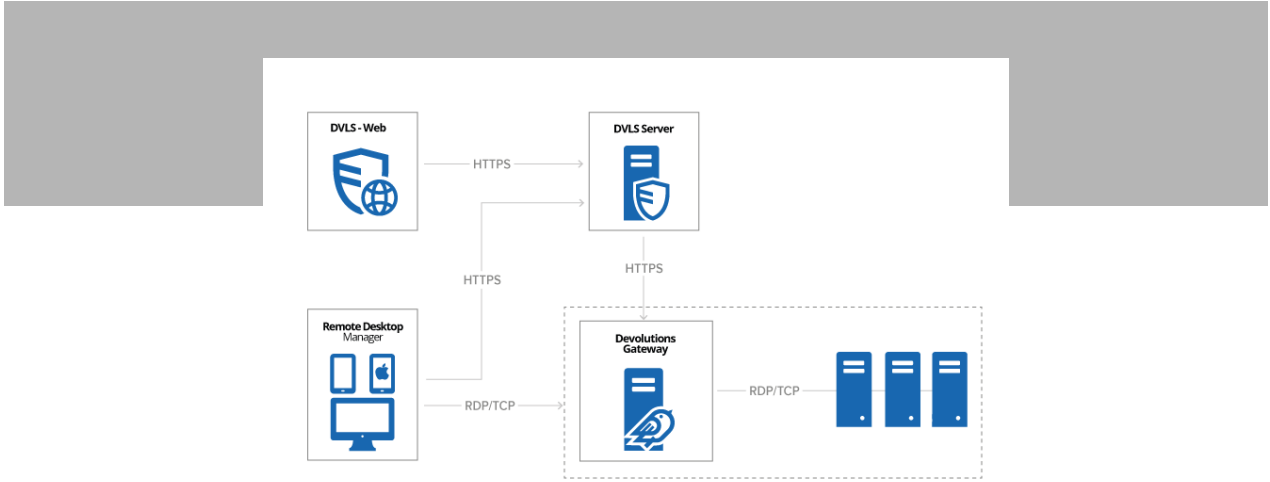 DVLS - Web
DVLS Server
HTTPS
HTTPS
HTTPS
Remote Desktop
Manager
Devolutions
Gateway
RDP/TCP
RDP/TCP